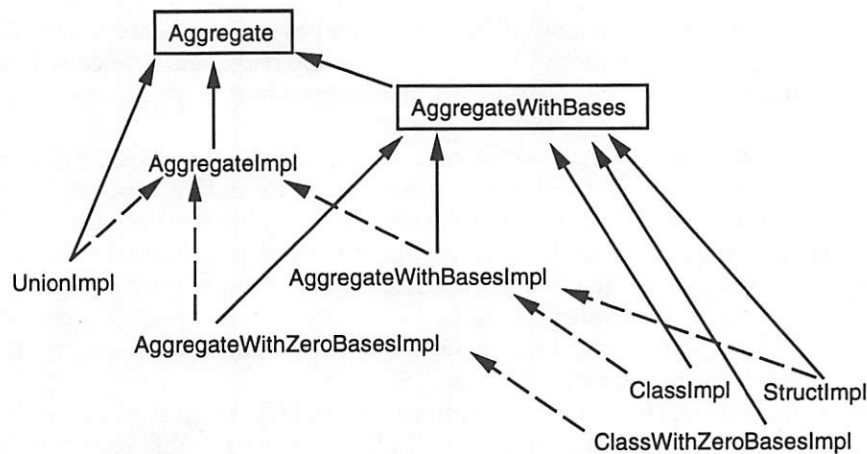 Aggregate
AggregateWithBases
AggregateImpl
UnionImpl
AggregateWithBasesImpl
AggregateWithZeroBasesImpl
ClassImpl
StructImpl
ClassWithZeroBasesImpl